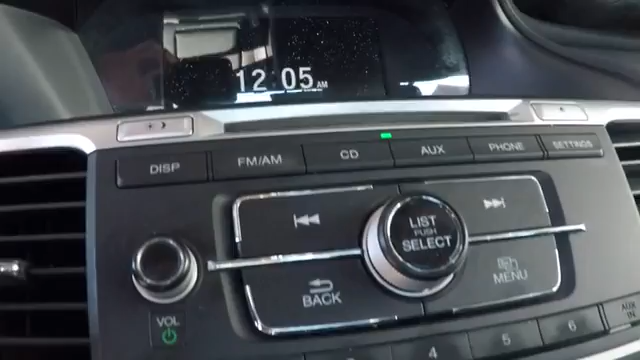 12:05 AM
DISP FM/AM CD AUX PHONE SETTINGS
LIST
PUSH
SELECT
BACK
MENU
VOL
AUX
IN
4 5 6